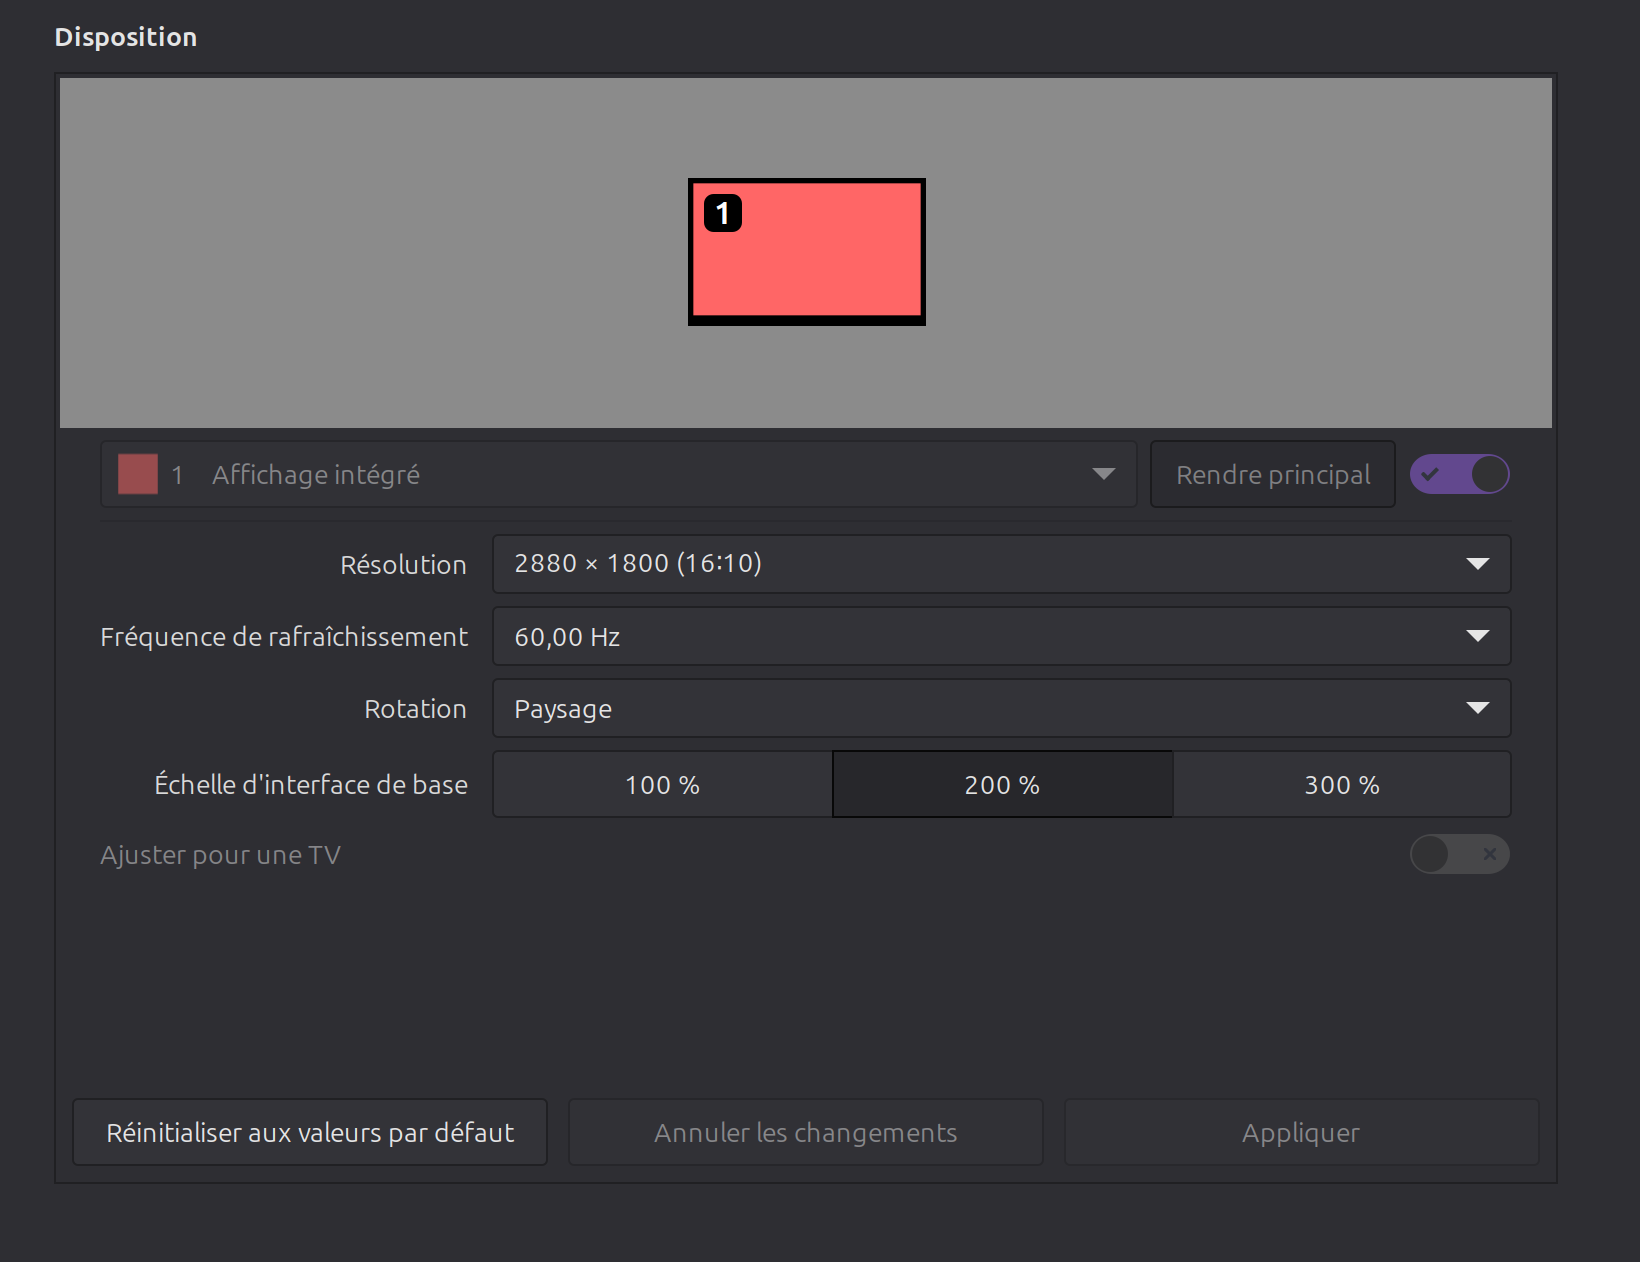 Disposition
1
1 Affichage intégré
Rendre principal
Résolution
2880 × 1800 (16:10)
Fréquence de rafraîchissement
60,00 Hz
Rotation
Paysage
Échelle d'interface de base
100 %
200 %
300 %
Ajuster pour une TV
Réinitialiser aux valeurs par défaut
Annuler les changements
Appliquer